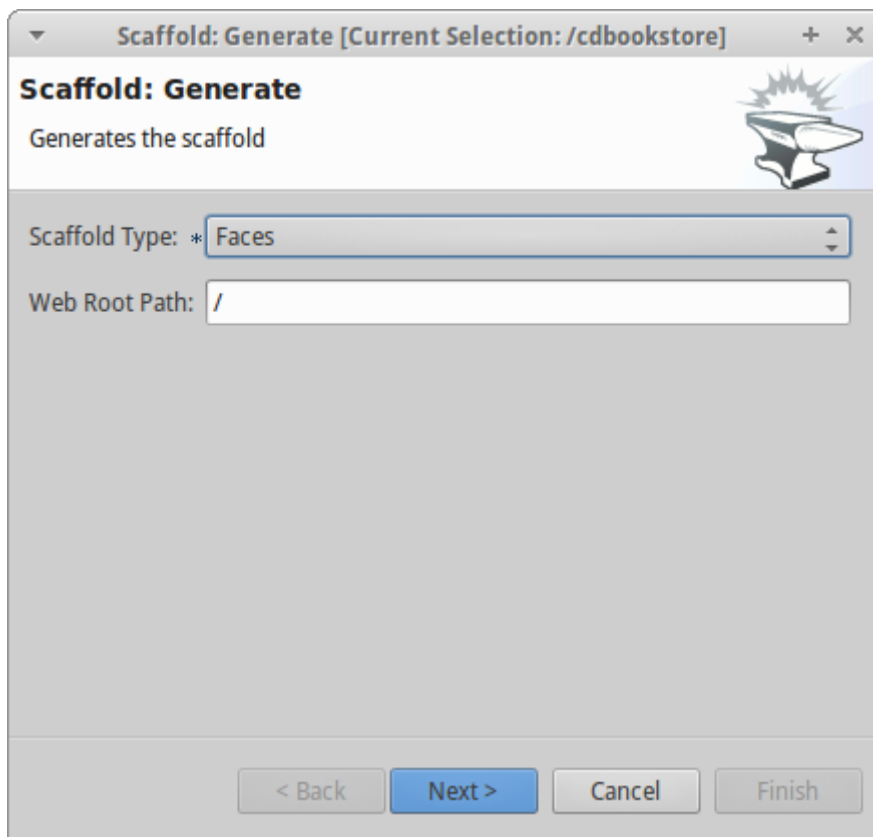 Scaffold: Generate [Current Selection: /cdbookstore]
Scaffold: Generate
Generates the scaffold
Scaffold Type: * Faces
Web Root Path: /
< Back Next > Cancel Finish